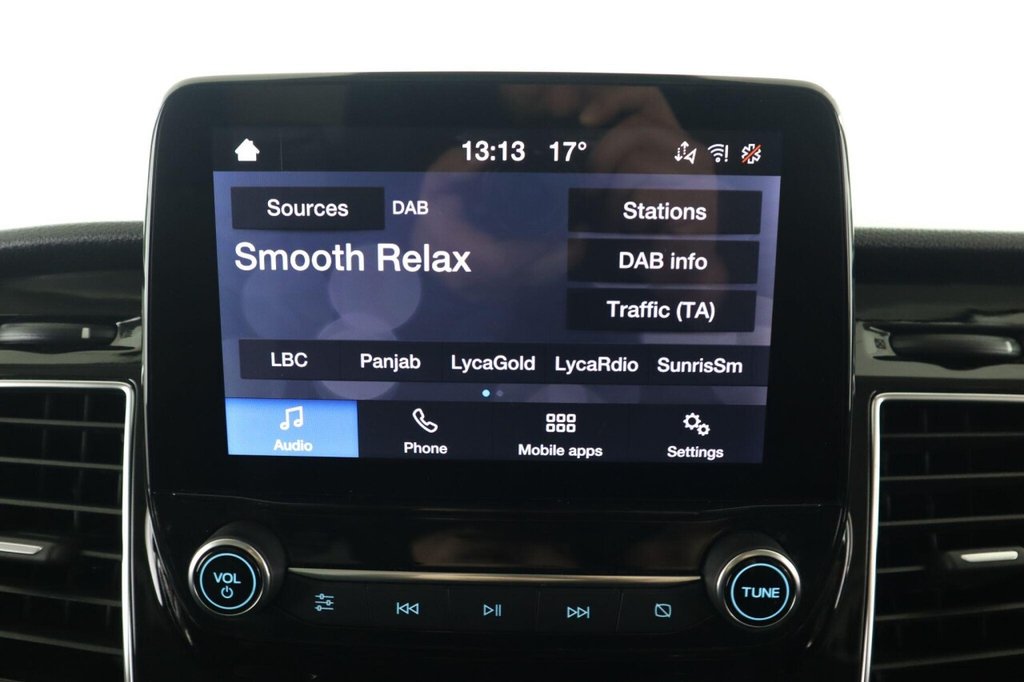 13:13 17°
Sources DAB
Smooth Relax
Stations
DAB info
Traffic (TA)
LBC Panjab LycaGold LycaRdio SunrisSm
Audio Phone Mobile apps Settings
VOL
TUNE